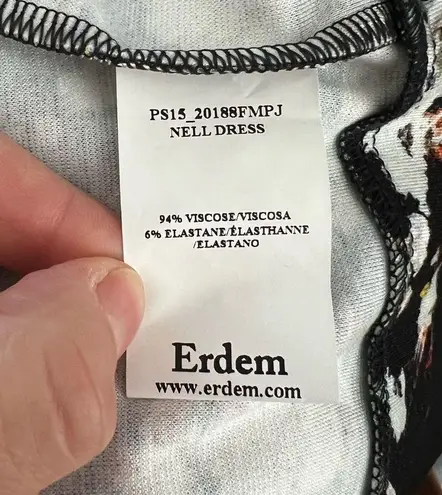 PS15_20188FMPJ
NELL DRESS
94% VISCOSE/VISCOSA
6% ELASTANE/ÉLASTHANNE
/ELASTANO
Erdem
www.erdem.com